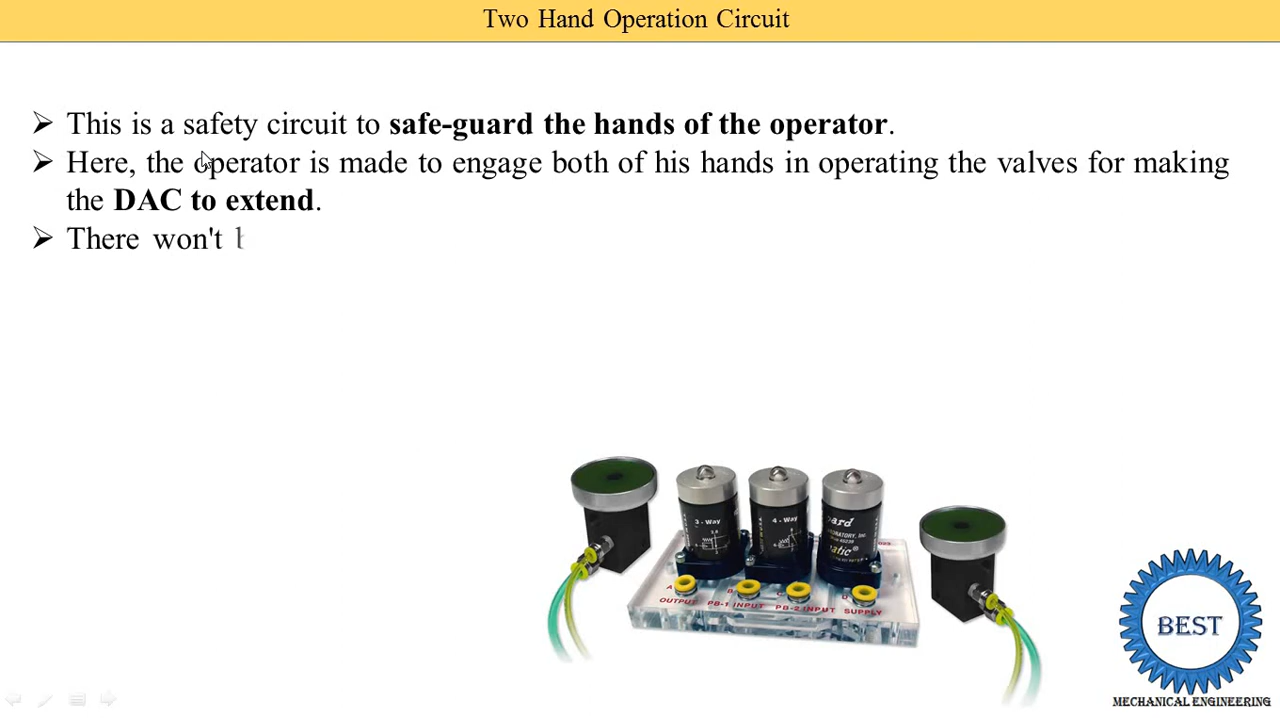 Two Hand Operation Circuit
This is a safety circuit to safe-guard the hands of the operator.
Here, the operator is made to engage both of his hands in operating the valves for making
the DAC to extend.
There won't
3 - Way
4 - Way
OUTPUT PB-1 INPUT PB-2 INPUT SUPPLY
BEST
MECHANICAL ENGINEERING